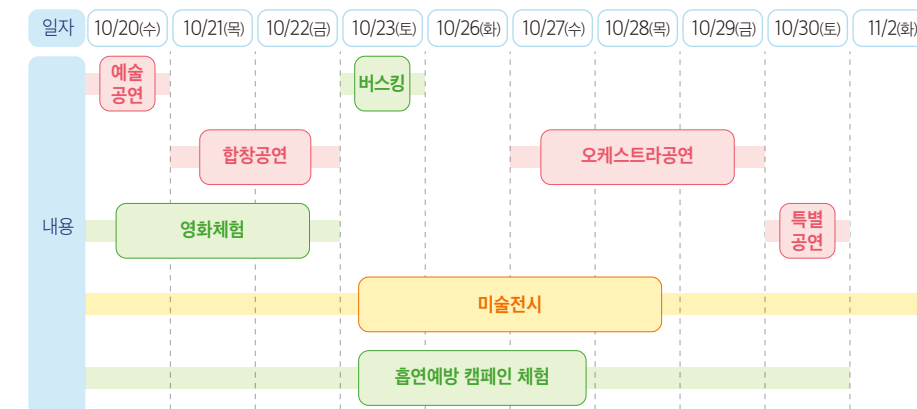 일자 10/20(수) 10/21(목) 10/22(금) 10/23(토) 10/26(화) 10/27(수) 10/28(목) 10/29(금) 10/30(토) 11/2(화)
예술
공연
버스킹
합창공연
오케스트라공연
내용
영화체험
특별
공연
미술전시
흡연예방 캠페인 체험